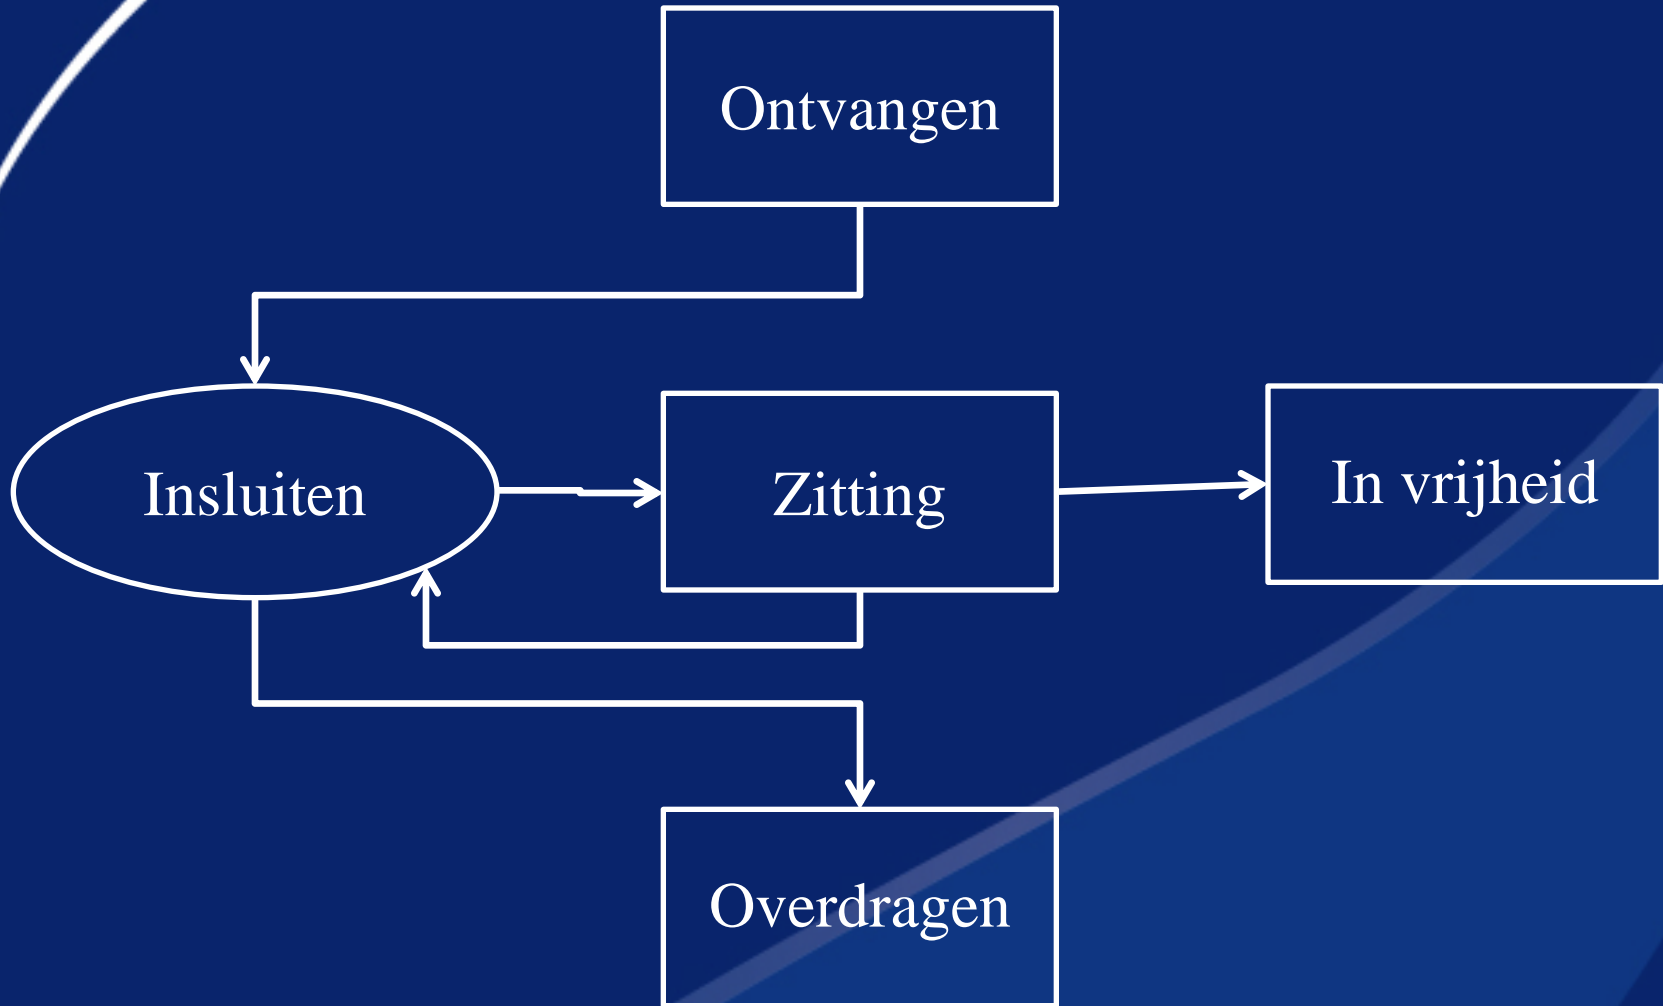 Ontvangen
Insluiten
Zitting
In vrijheid
Overdragen